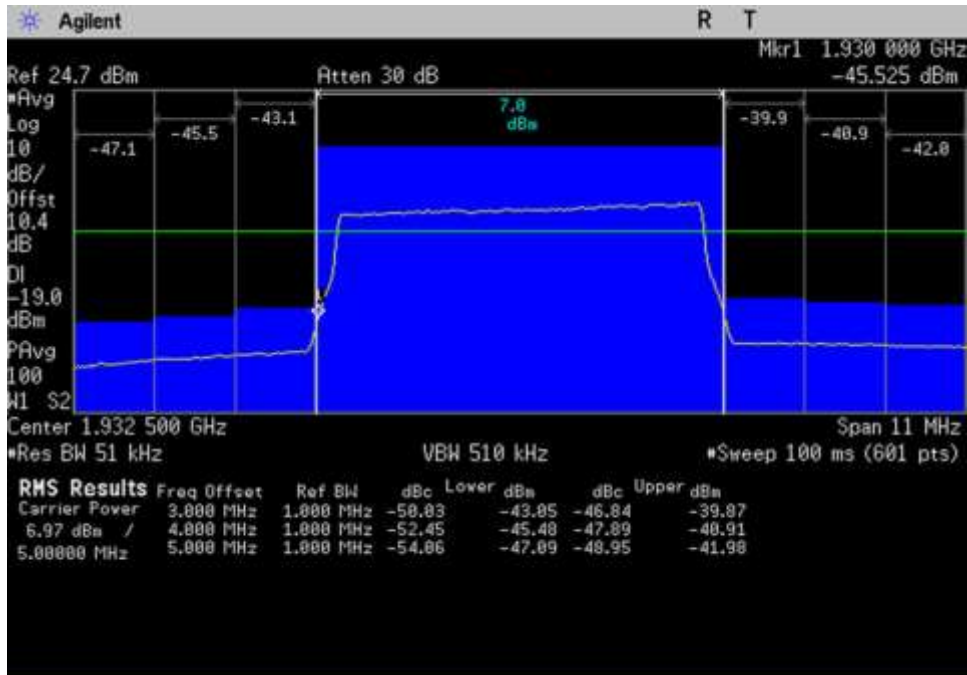 Agilent R T
Mkr1 1.930 000 GHz
Ref 24.7 dBm Atten 30 dB -45.525 dBm
#Avg
Log
10
dB/
Offst
10.4
dB
DI
-19.0
dBm
PAvg
100
W1 S2
-47.1 -45.5 -43.1 7.0 dBm -39.9 -40.9 -42.0
Center 1.932 500 GHz Span 11 MHz
#Res BW 51 kHz VBW 510 kHz #Sweep 100 ms (601 pts)
RMS Results Freq Offset Ref BW dBc Lower dBm dBc Upper dBm
Carrier Power 3.000 MHz 1.000 MHz -50.03 -43.05 -46.84 -39.87
6.97 dBm / 4.000 MHz 1.000 MHz -52.45 -45.48 -47.89 -40.91
5.00000 MHz 5.000 MHz 1.000 MHz -54.06 -47.09 -48.95 -41.98